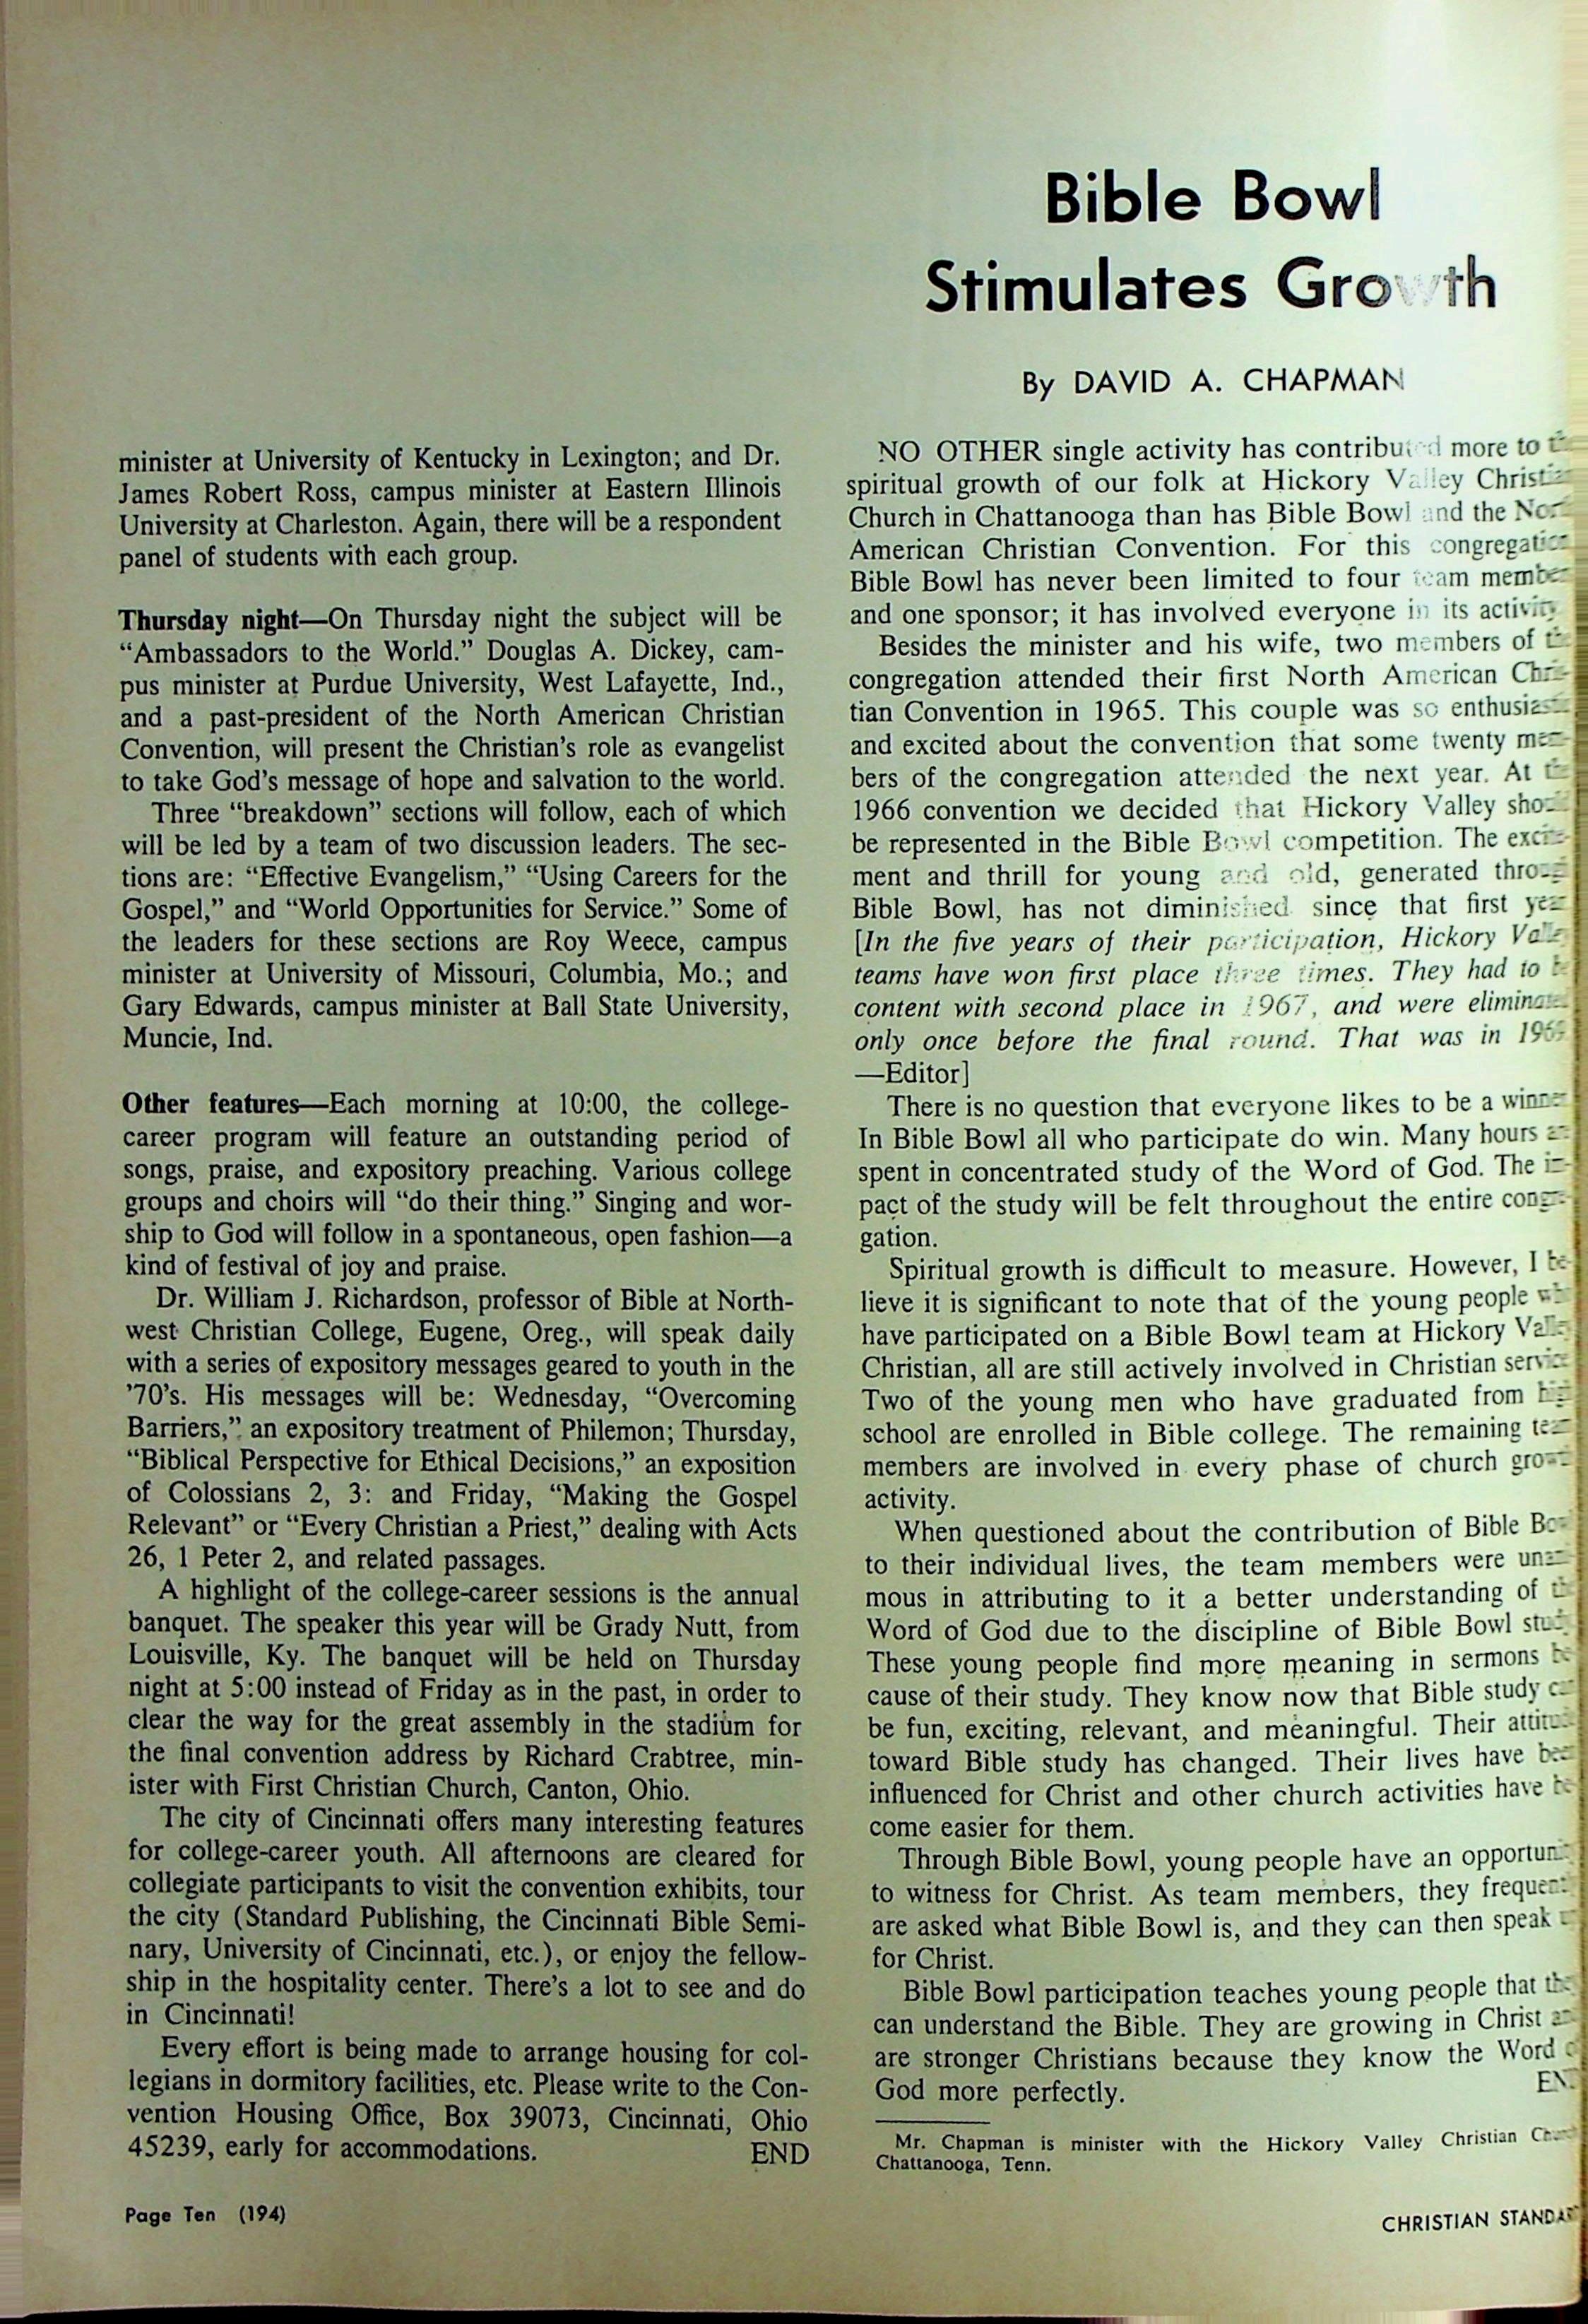 minister at University of Kentucky in Lexington; and Dr.
James Robert Ross, campus minister at Eastern Illinois
University at Charleston. Again, there will be a respondent
panel of students with each group.
Thursday night—On Thursday night the subject will be
“Ambassadors to the World.” Douglas A. Dickey, cam-
pus minister at Purdue University, West Lafayette, Ind.,
and a past-president of the North American Christian
Convention, will present the Christian’s role as evangelist
to take God’s message of hope and salvation to the world.
Three “breakdown” sections will follow, each of which
will be led by a team of two discussion leaders. The sec-
tions are: “Effective Evangelism,” “Using Careers for the
Gospel,” and “World Opportunities for Service.” Some of
the leaders for these sections are Roy Weece, campus
minister at University of Missouri, Columbia, Mo.; and
Gary Edwards, campus minister at Ball State University,
Muncie, Ind.
Other features—Each morning at 10:00, the college-
career program will feature an outstanding period of
songs, praise, and expository preaching. Various college
groups and choirs will “do their thing.” Singing and wor-
ship to God will follow in a spontaneous, open fashion—a
kind of festival of joy and praise.
Dr. William J. Richardson, professor of Bible at North-
west Christian College, Eugene, Oreg., will speak daily
with a series of expository messages geared to youth in the
’70’s. His messages will be: Wednesday, “Overcoming
Barriers,” an expository treatment of Philemon; Thursday,
“Biblical Perspective for Ethical Decisions,” an exposition
of Colossians 2, 3: and Friday, “Making the Gospel
Relevant” or “Every Christian a Priest,” dealing with Acts
26, 1 Peter 2, and related passages.
A highlight of the college-career sessions is the annual
banquet. The speaker this year will be Grady Nutt, from
Louisville, Ky. The banquet will be held on Thursday
night at 5:00 instead of Friday as in the past, in order to
clear the way for the great assembly in the stadium for
the final convention address by Richard Crabtree, min-
ister with First Christian Church, Canton, Ohio.
The city of Cincinnati offers many interesting features
for college-career youth. All afternoons are cleared for
collegiate participants to visit the convention exhibits, tour
the city (Standard Publishing, the Cincinnati Bible Semi-
nary, University of Cincinnati, etc.), or enjoy the fellow-
ship in the hospitality center. There’s a lot to see and do
in Cincinnati!
Every effort is being made to arrange housing for col-
legians in dormitory facilities, etc. Please write to the Con-
vention Housing Office, Box 39073, Cincinnati, Ohio
45239, early for accommodations. END
Bible Bowl
Stimulates Growth
By DAVID A. CHAPMAN
NO OTHER single activity has contributed more to
spiritual growth of our folk at Hickory Valley
Church in Chattanooga than has Bible Bowl and the
American Christian Convention. For this
Bible Bowl has never been limited to four team
and one sponsor; it has involved everyone in its
Besides the minister and his wife, two members of
congregation attended their first North American
tian Convention in 1965. This couple was so
and excited about the convention that some twenty
bers of the congregation attended the next year. At
1966 convention we decided that Hickory Valley
be represented in the Bible Bowl competition. The
ment and thrill for young and old, generated
Bible Bowl, has not diminished since that first
[In the five years of their participation, Hickory
teams have won first place three times. They had to
content with second place in 1967, and were
only once before the final round. That was in
—Editor]
There is no question that everyone likes to be a
In Bible Bowl all who participate do win. Many hours
spent in concentrated study of the Word of God. The
pact of the study will be felt throughout the entire
gation.
Spiritual growth is difficult to measure. However, I be-
lieve it is significant to note that of the young people
have participated on a Bible Bowl team at Hickory
Christian, all are still actively involved in Christian
Two of the young men who have graduated from
school are enrolled in Bible college. The remaining
members are involved in every phase of church
activity.
When questioned about the contribution of Bible
to their individual lives, the team members were
mous in attributing to it a better understanding of
Word of God due to the discipline of Bible Bowl
These young people find more meaning in sermons be-
cause of their study. They know now that Bible study
be fun, exciting, relevant, and meaningful. Their
toward Bible study has changed. Their lives have
influenced for Christ and other church activities have
come easier for them.
Through Bible Bowl, young people have an
to witness for Christ. As team members, they
are asked what Bible Bowl is, and they can then speak
for Christ.
Bible Bowl participation teaches young people that
can understand the Bible. They are growing in Christ
are stronger Christians because they know the Word
God more perfectly.
Mr. Chapman is minister with the Hickory Valley Christian
Chattanooga, Tenn.
Page Ten (194)
CHRISTIAN